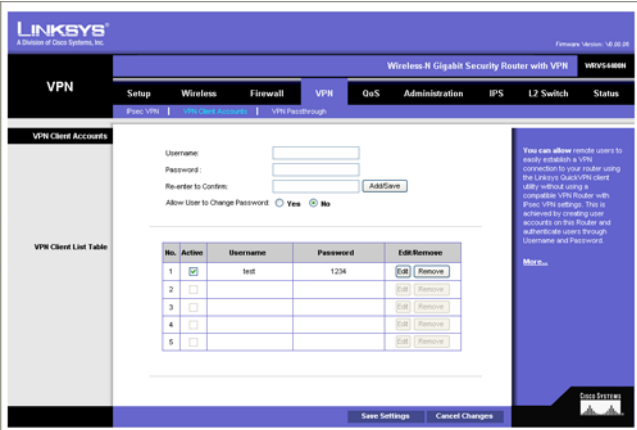 LINKSYS®
A Division of Cisco Systems, Inc.
Firmware Version:
Wireless-N Gigabit Security Router with VPN WRVS4400N
VPN
Setup Wireless Firewall VPN QoS Administration IPS L2 Switch Status
IPsec VPN | VPN Client Accounts | VPN Passthrough
VPN Client Accounts
Username:
Password :
Re-enter to Confirm: Add/Save
Allow User to Change Password: Yes No
VPN Client List Table
No. Active Username Password Edit/Remove
1 test 1234 Edit Remove
2 Edit Remove
3 Edit Remove
4 Edit Remove
5 Edit Remove
You can allow remote users to
easily establish a VPN
connection to your router using
the Linksys QuickVPN client
utility without using a
compatible VPN Router with
IPsec VPN settings. This is
achieved by creating user
accounts on this Router and
authenticate users through
Username and Password.
More...
Save Settings Cancel Changes
CISCO SYSTEMS